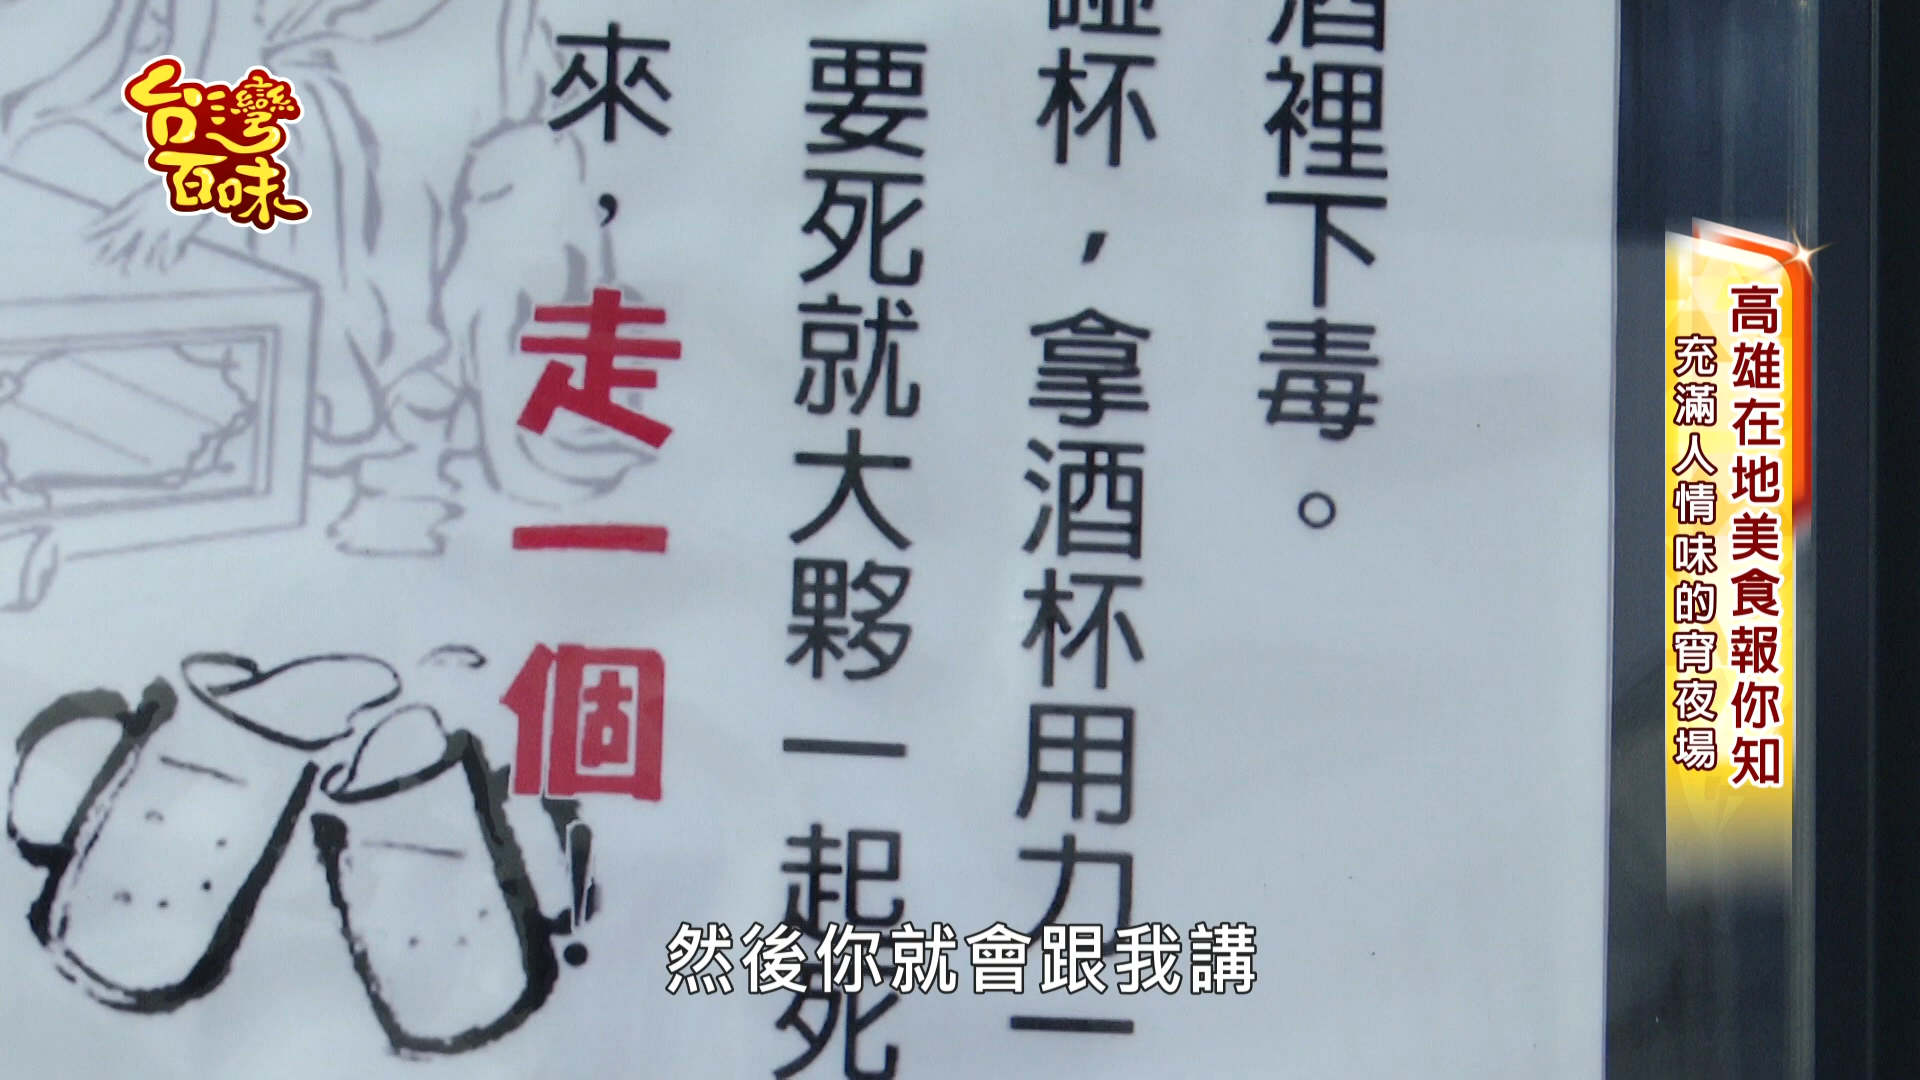 台灣
百味
酒裡下毒。
碰杯，拿酒杯用力一
要死就大夥一起死
來，走一個！
高雄在地美食報你知
充滿人情味的宵夜場
然後你就會跟我講